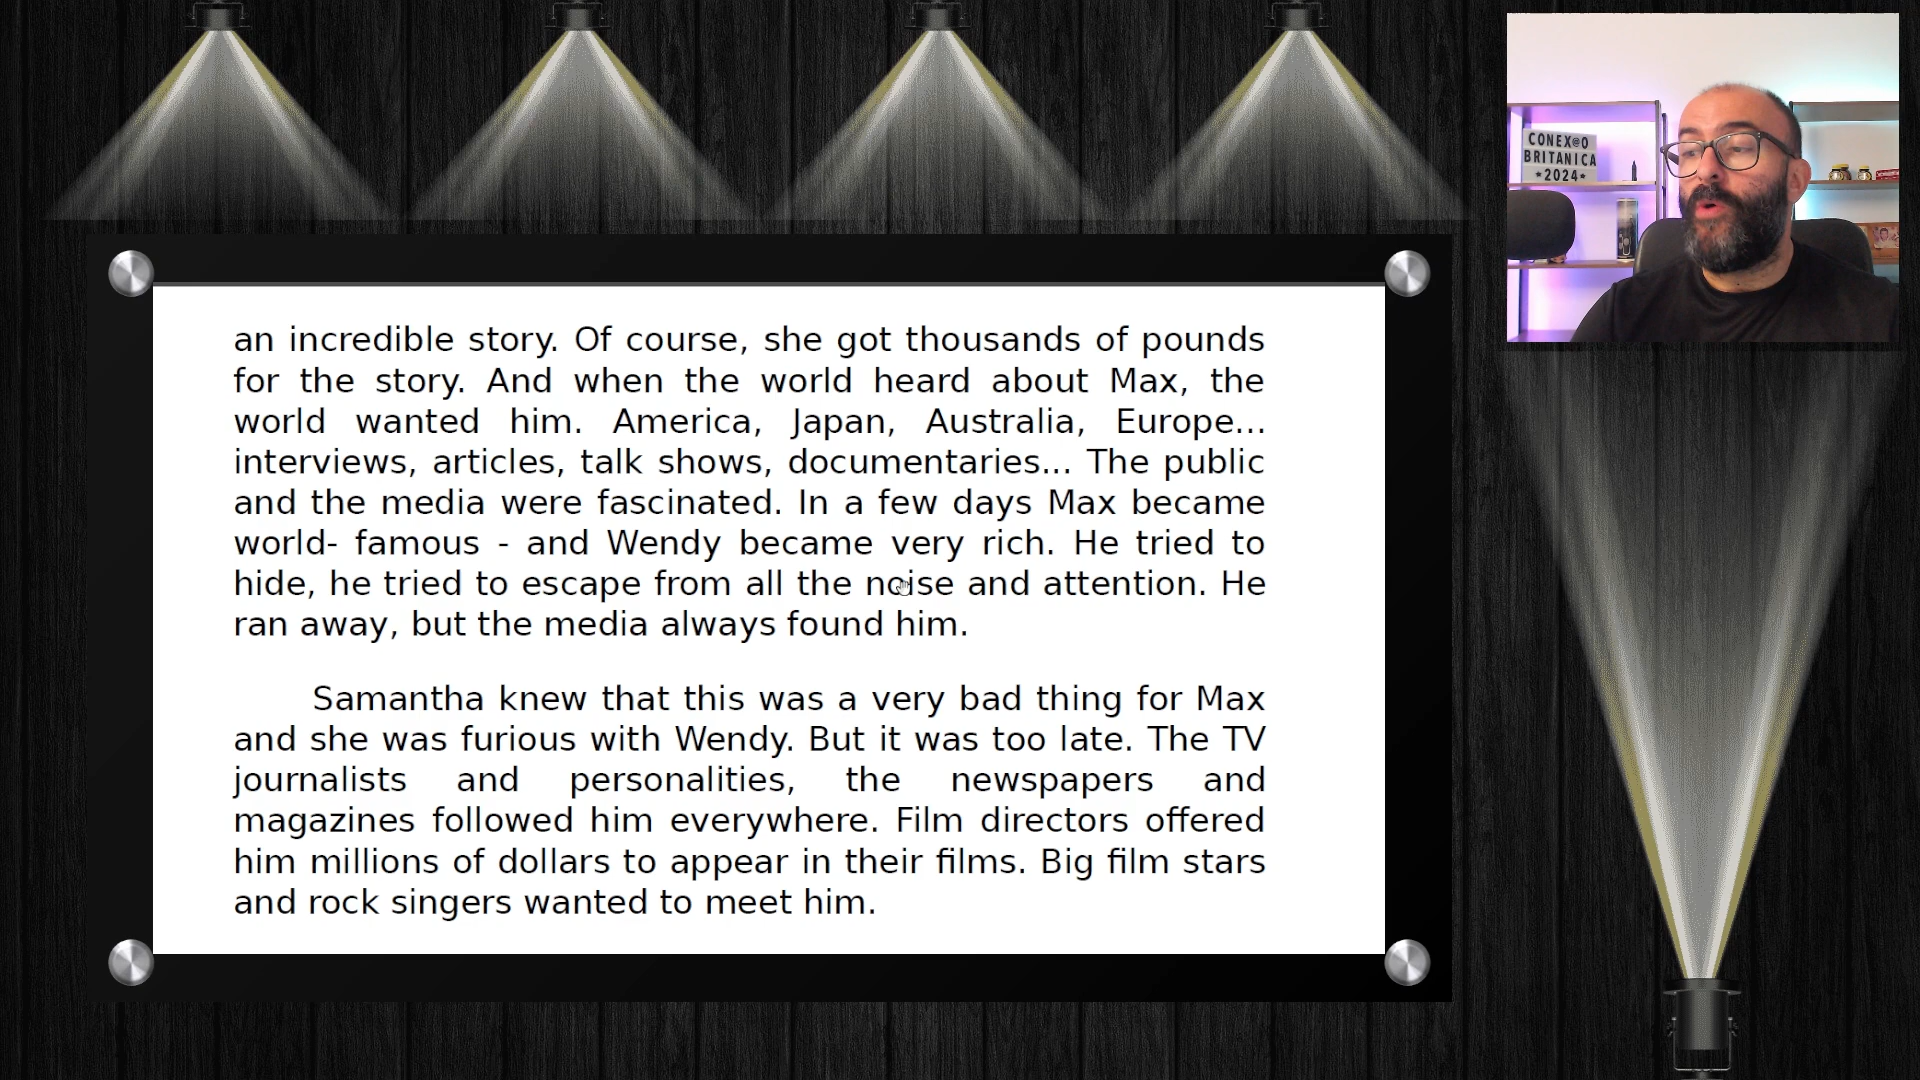 CONEX@O
BRITANICA
*2024*
an incredible story. Of course, she got thousands of pounds
for the story. And when the world heard about Max, the
world wanted him. America, Japan, Australia, Europe...
interviews, articles, talk shows, documentaries... The public
and the media were fascinated. In a few days Max became
world- famous - and Wendy became very rich. He tried to
hide, he tried to escape from all the noise and attention. He
ran away, but the media always found him.
Samantha knew that this was a very bad thing for Max
and she was furious with Wendy. But it was too late. The TV
journalists and personalities, the newspapers and
magazines followed him everywhere. Film directors offered
him millions of dollars to appear in their films. Big film stars
and rock singers wanted to meet him.